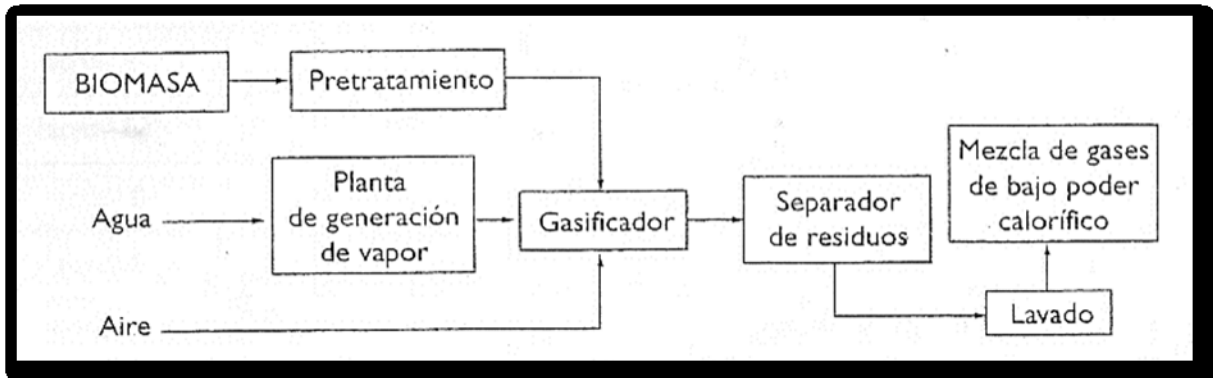 BIOMASA
Pretratamiento
Planta
de generación
de vapor
Agua
Aire
Gasificador
Separador
de residuos
Lavado
Mezcla de gases
de bajo poder
calorífico